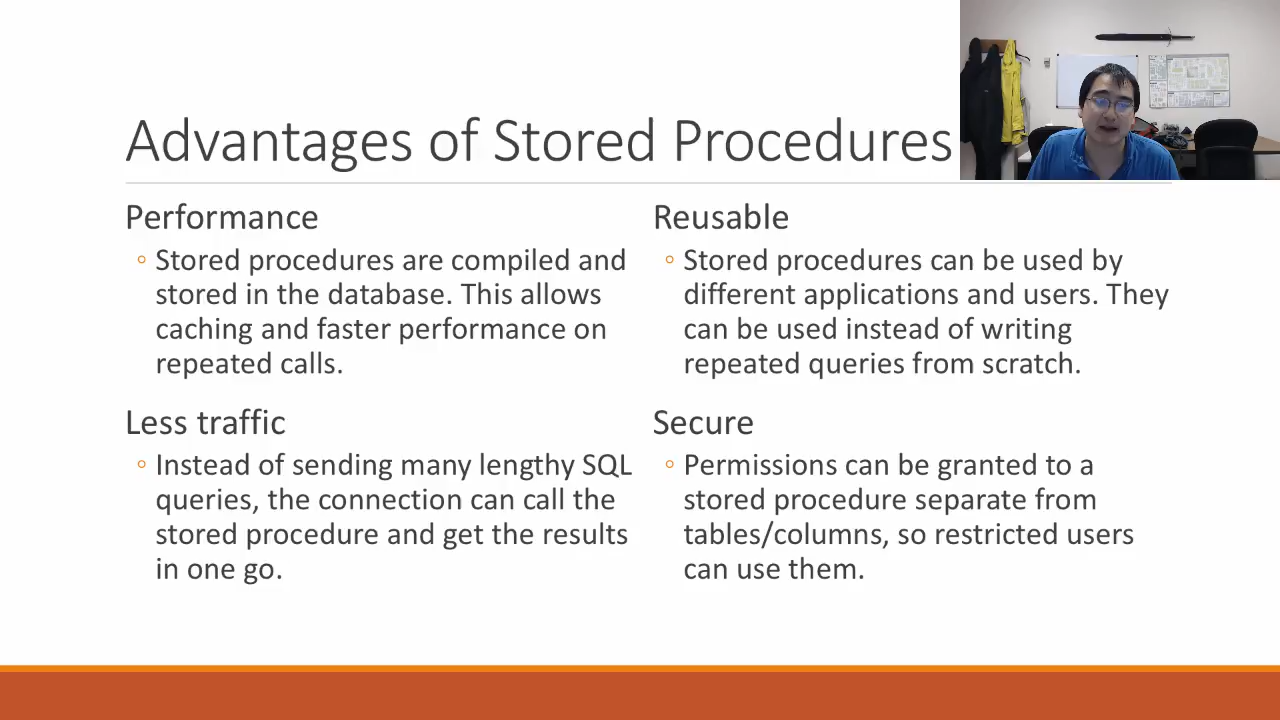 Advantages of Stored Procedures
Performance
◦ Stored procedures are compiled and
stored in the database. This allows
caching and faster performance on
repeated calls.
Less traffic
◦ Instead of sending many lengthy SQL
queries, the connection can call the
stored procedure and get the results
in one go.
Reusable
◦ Stored procedures can be used by
different applications and users. They
can be used instead of writing
repeated queries from scratch.
Secure
◦ Permissions can be granted to a
stored procedure separate from
tables/columns, so restricted users
can use them.